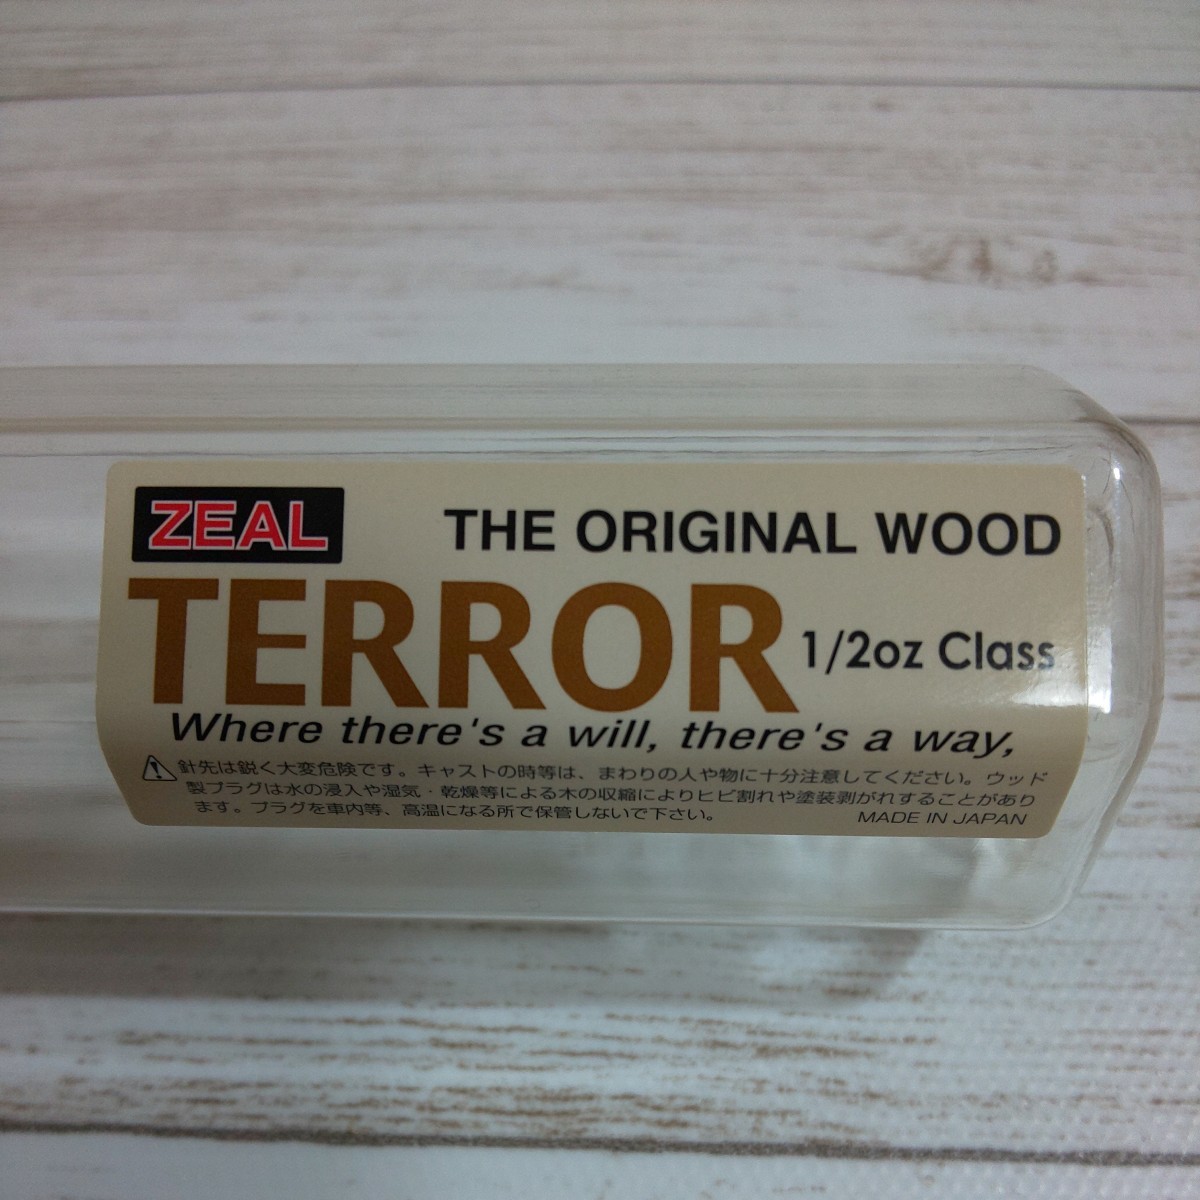 ZEAL
THE ORIGINAL WOOD
TERROR 1/2oz Class
Where there's a will, there's a way,
針先は鋭く大変危険です。キャストの時等は、まわりの人や物に十分注意してください。ウッド
製プラグは水の浸入や湿気・乾燥等による木の収縮によりヒビ割れや塗装剥がれすることがあり
ます。プラグを車内等、高温になる所で保管しないで下さい。 MADE IN JAPAN